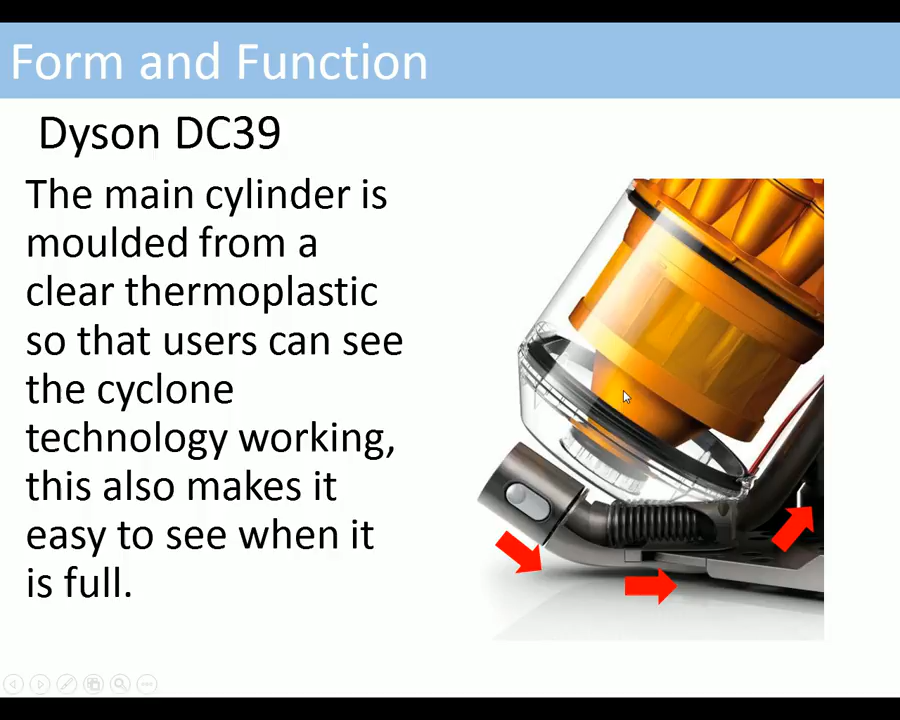 Form and Function
Dyson DC39
The main cylinder is
moulded from a
clear thermoplastic
so that users can see
the cyclone
technology working,
this also makes it
easy to see when it
is full.